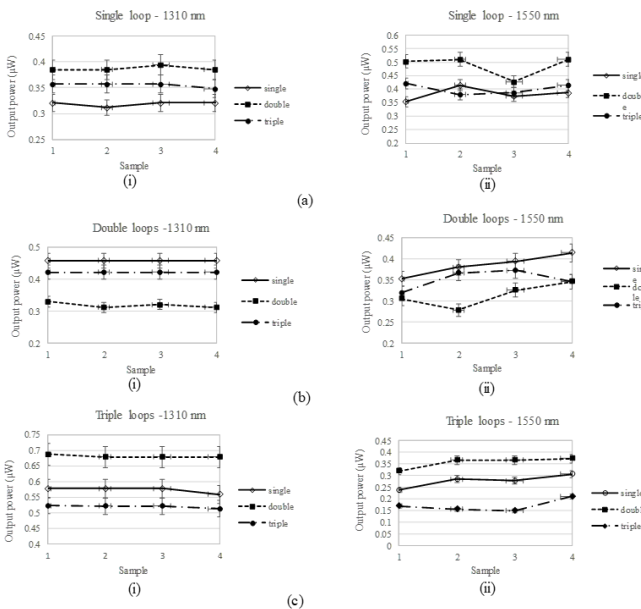 Single loop - 1310 nm
Output power (µW)
0.45
0.4
0.35
0.3
0.25
1 2 3 4
Sample
single
double
triple
(i)
Single loop - 1550 nm
Output power (µW)
0.6
0.55
0.5
0.45
0.4
0.35
0.3
0.25
0.2
1 2 3 4
Sample
single
doubl
e
triple
(ii)
(a)
Double loops -1310 nm
Output power (µW)
0.5
0.4
0.3
0.2
1 2 3 4
Sample
single
double
triple
(i)
Double loops - 1550 nm
Output power (µW)
0.45
0.4
0.35
0.3
0.25
0.2
1 2 3 4
Sample
singl
e
dou
ble
trip
(ii)
(b)
Triple loops -1310 nm
Output power (µW)
0.75
0.7
0.65
0.6
0.55
0.5
0.45
0.4
1 2 3 4
Sample
single
double
triple
(i)
Triple loops - 1550 nm
Output power (µW)
0.4
0.35
0.3
0.25
0.2
0.15
0.1
0.05
0
1 2 3 4
Sample
single
doubl
triple
(ii)
(c)